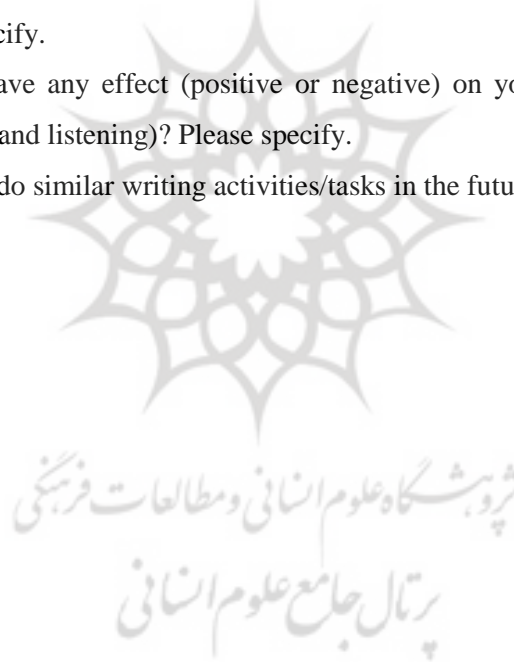 cify.
ave any effect (positive or negative) on yo
and listening)? Please specify.
do similar writing activities/tasks in the futu
پژوهشگاه علوم انسانی و مطالعات فرهنگی
پرتال جامع علوم انسانی